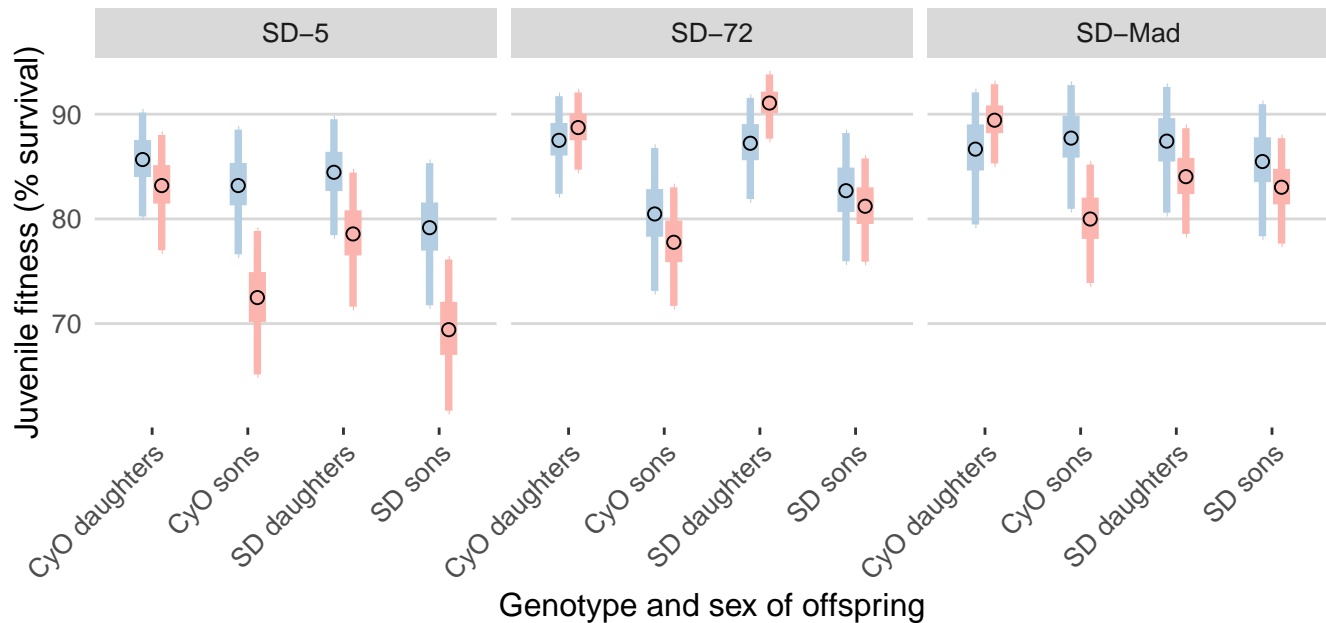 SD−5 SD−72 SD−Mad
Juvenile fitness (% survival)
90
80
70
CyO daughters CyO sons SD daughters SD sons CyO daughters CyO sons SD daughters SD sons CyO daughters CyO sons SD daughters SD sons
Genotype and sex of offspring